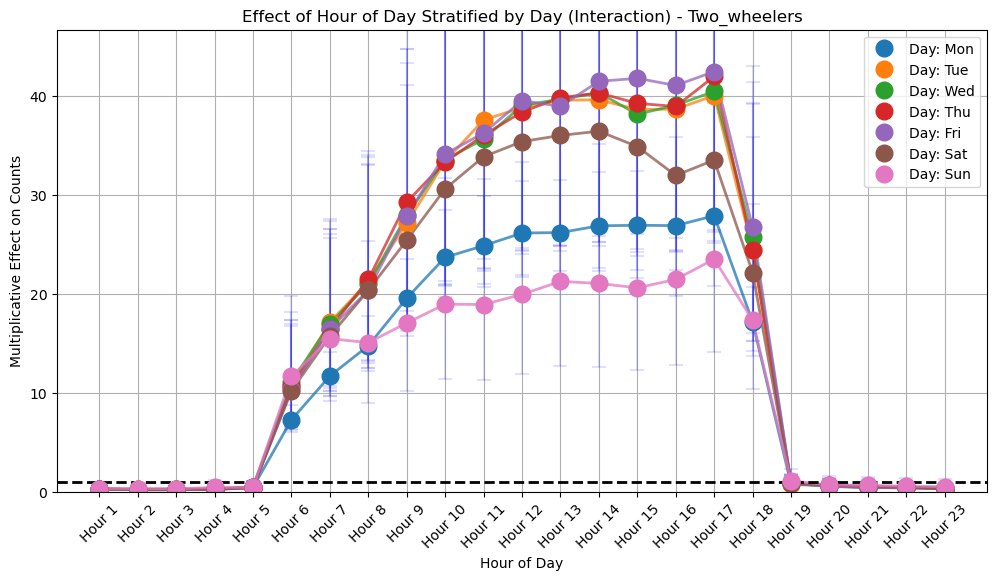 Effect of Hour of Day Stratified by Day (Interaction) - Two_wheelers
Multiplicative Effect on Counts
40
30
20
10
0
Day: Mon
Day: Tue
Day: Wed
Day: Thu
Day: Fri
Day: Sat
Day: Sun
Hour 1
Hour 2
Hour 3
Hour 4
Hour 5
Hour 6
Hour 7
Hour 8
Hour 9
Hour 10
Hour 11
Hour 12
Hour 13
Hour 14
Hour 15
Hour 16
Hour 17
Hour 18
Hour 19
Hour 20
Hour 21
Hour 22
Hour 23
Hour of Day